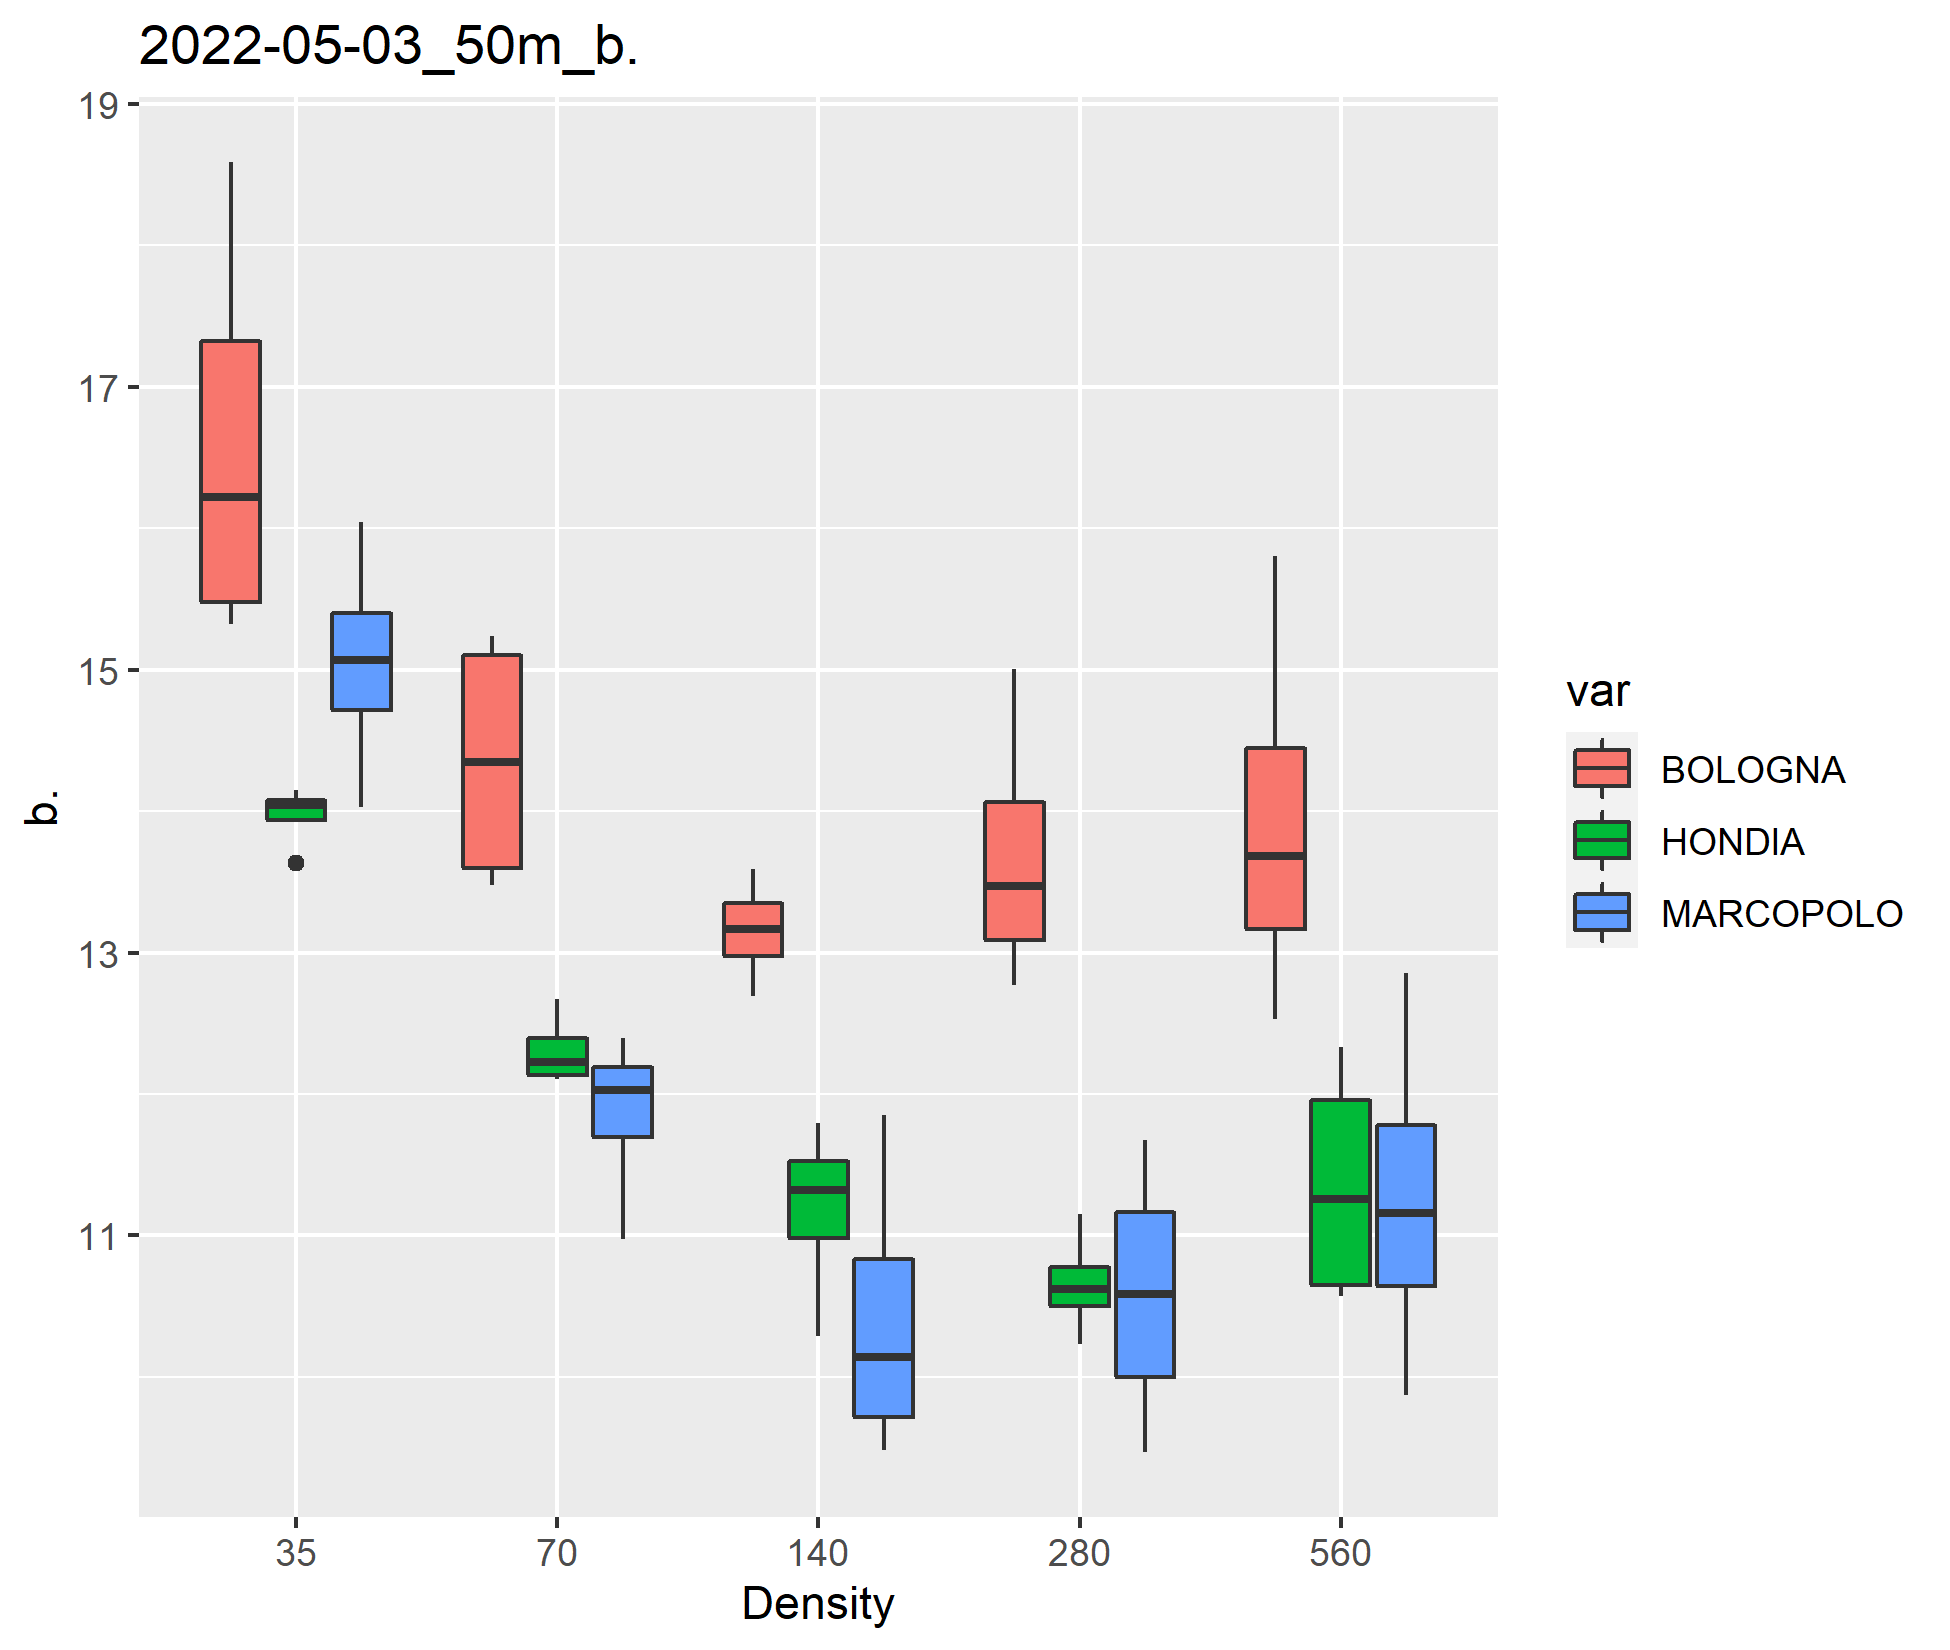 2022-05-03_50m_b.
19
17
15
13
11
b.
35 70 140 280 560
Density
var
BOLOGNA
HONDIA
MARCOPOLO